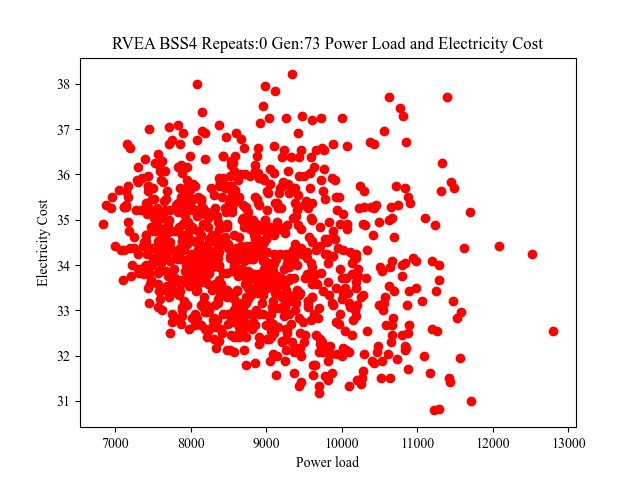 RVEA BSS4 Repeats:0 Gen:73 Power Load and Electricity Cost
38
37
36
35
34
33
32
31
Electricity Cost
7000 8000 9000 10000 11000 12000 13000
Power load